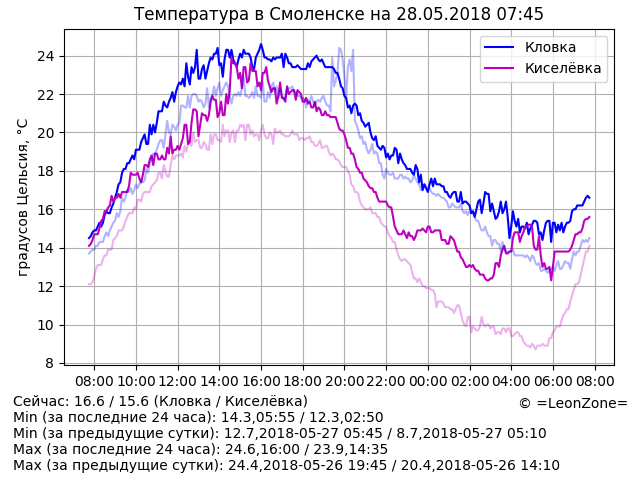 Температура в Смоленске на 28.05.2018 07:45
Кловка
Киселёвка
градусов Цельсия, °C
24
22
20
18
16
14
12
10
8
08:00 10:00 12:00 14:00 16:00 18:00 20:00 22:00 00:00 02:00 04:00 06:00 08:00
Сейчас: 16.6 / 15.6 (Кловка / Киселёвка)
© =LeonZone=
Min (за последние 24 часа): 14.3,05:55 / 12.3,02:50
Min (за предыдущие сутки): 12.7,2018-05-27 05:45 / 8.7,2018-05-27 05:10
Max (за последние 24 часа): 24.6,16:00 / 23.9,14:35
Max (за предыдущие сутки): 24.4,2018-05-26 19:45 / 20.4,2018-05-26 14:10